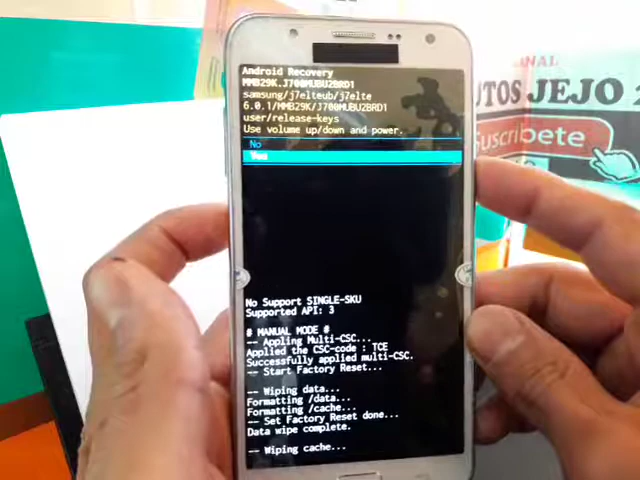 Android Recovery
MMB29K.J700MUBU2BRD1
samsung/j7elteub/j7elte
6.0.1/MMB29K/J700MUBU2BRD1
user/release-keys
Use volume up/down and power.
No
Yes
No Support SINGLE-SKU
Supported API: 3
# MANUAL MODE #
-- Appling Multi-CSC...
Applied the CSC-code : TCE
Successfully applied multi-CSC.
-- Start Factory Reset...
-- Wiping data...
Formatting /data...
Formatting /cache...
-- Set Factory Reset done...
Data wipe complete.
-- Wiping cache...
NAL
UTOS JEJO
Suscribete